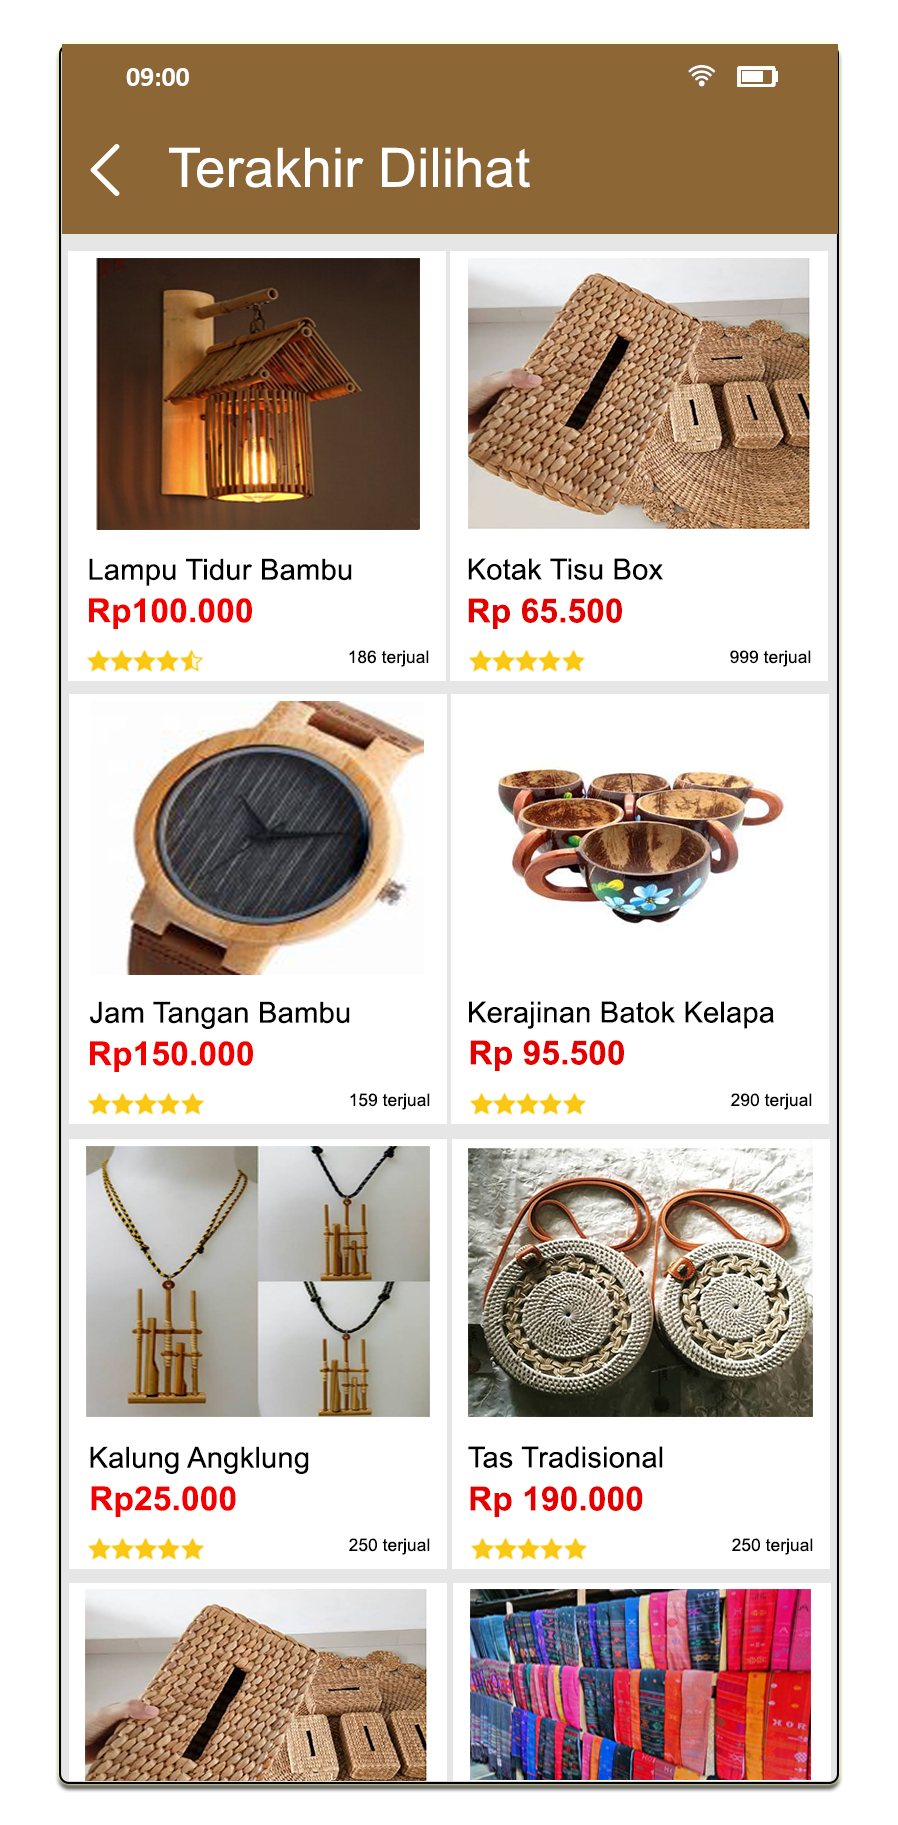 09:00
Terakhir Dilihat
Lampu Tidur Bambu
Rp100.000
186 terjual
Kotak Tisu Box
Rp 65.500
999 terjual
Jam Tangan Bambu
Rp150.000
159 terjual
Kerajinan Batok Kelapa
Rp 95.500
290 terjual
Kalung Angklung
Rp25.000
250 terjual
Tas Tradisional
Rp 190.000
250 terjual